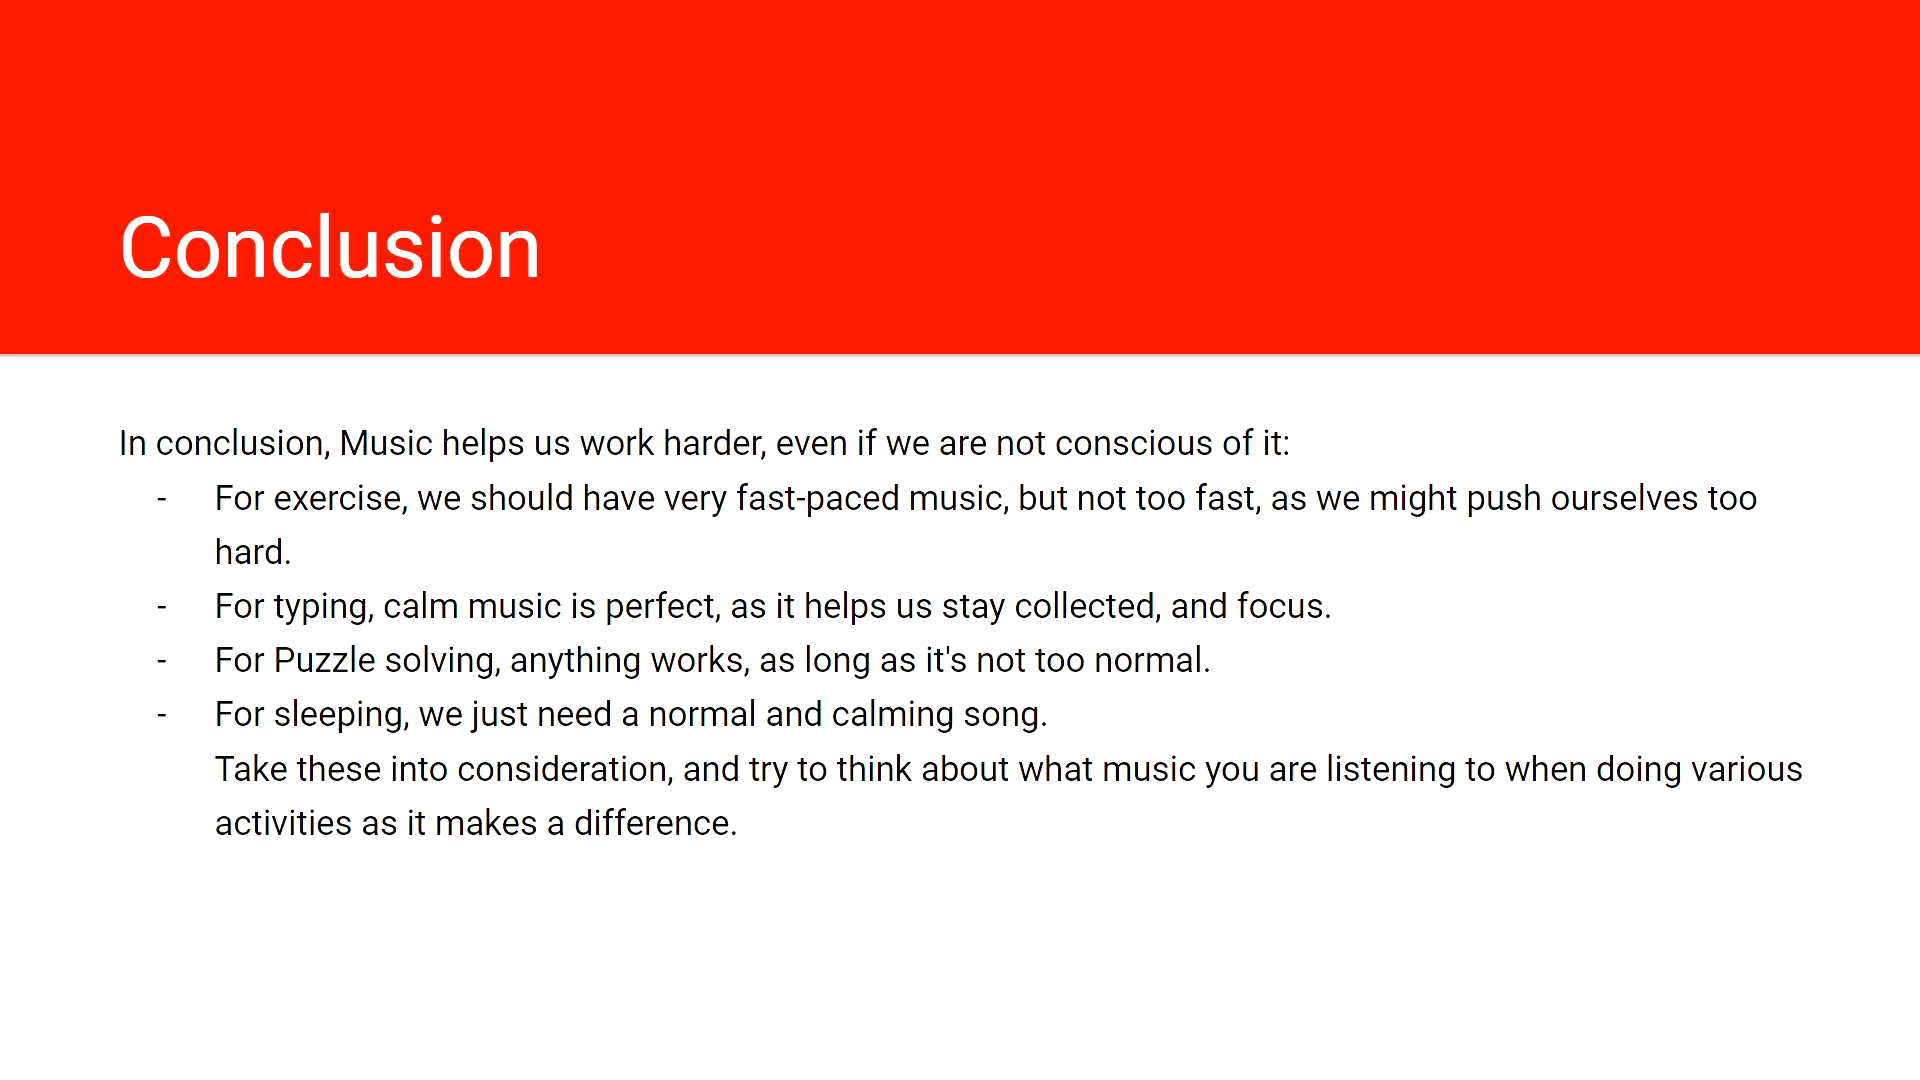 Conclusion
In conclusion, Music helps us work harder, even if we are not conscious of it:
- For exercise, we should have very fast-paced music, but not too fast, as we might push ourselves too
hard.
- For typing, calm music is perfect, as it helps us stay collected, and focus.
- For Puzzle solving, anything works, as long as it's not too normal.
- For sleeping, we just need a normal and calming song.
Take these into consideration, and try to think about what music you are listening to when doing various
activities as it makes a difference.